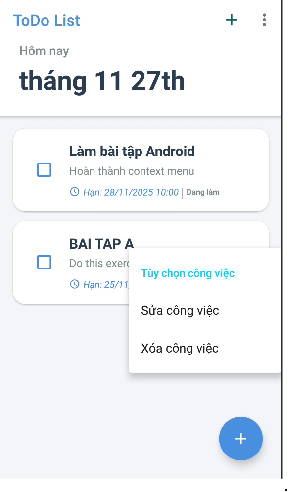 ToDo List
Hôm nay
tháng 11 27th
Làm bài tập Android
Hoàn thành context menu
Hạn: 28/11/2025 10:00 | Đang làm
BAI TAP A
Do this exerc
Hạn: 25/11/
Tùy chọn công việc
Sửa công việc
Xóa công việc